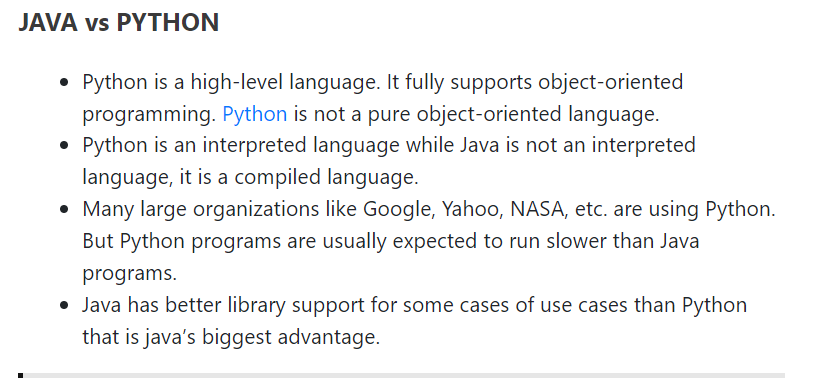 JAVA vs PYTHON
• Python is a high-level language. It fully supports object-oriented
programming. Python is not a pure object-oriented language.
• Python is an interpreted language while Java is not an interpreted
language, it is a compiled language.
• Many large organizations like Google, Yahoo, NASA, etc. are using Python.
But Python programs are usually expected to run slower than Java
programs.
• Java has better library support for some cases of use cases than Python
that is java’s biggest advantage.